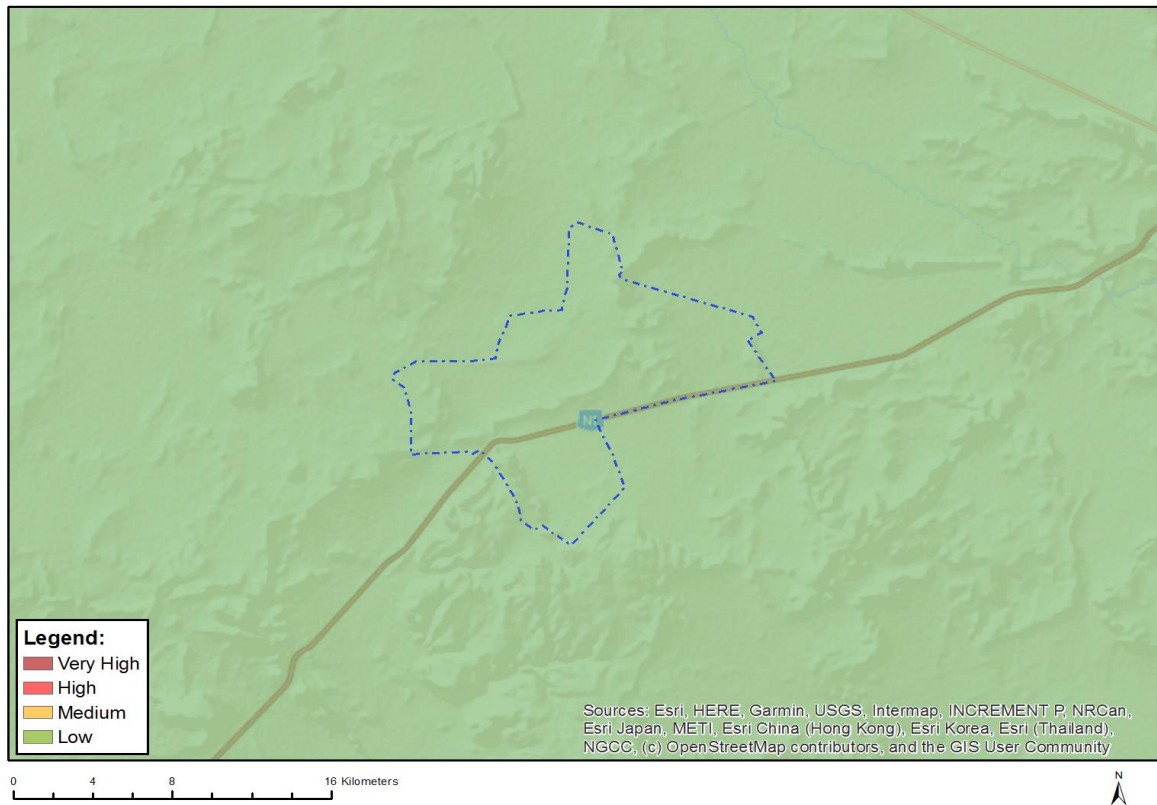 N1
Legend:
Very High
High
Medium
Low
Sources: Esri, HERE, Garmin, USGS, Intermap, INCREMENT P, NRCan,
Esri Japan, METI, Esri China (Hong Kong), Esri Korea, Esri (Thailand),
NGCC, (c) OpenStreetMap contributors, and the GIS User Community
0 4 8 16 Kilometers
N